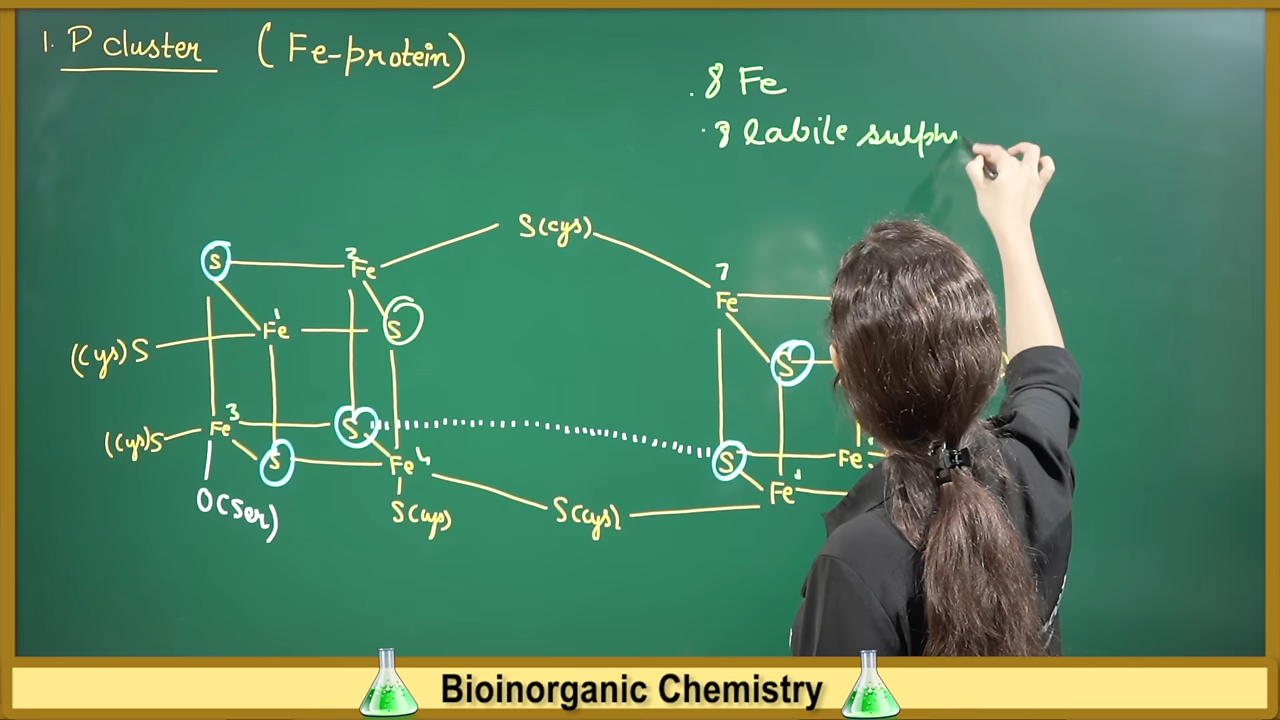 1. P cluster (Fe-protein)
. 8 Fe
. 8 labile sulph
S(cys)
S Fe 2
7 Fe
Fe 1 S
(Cys) S
S
Fe 3 S
(Cys)S
S Fe 4
S Fe
Fe
O(Ser)
S(cys) S(cys)
Bioinorganic Chemistry